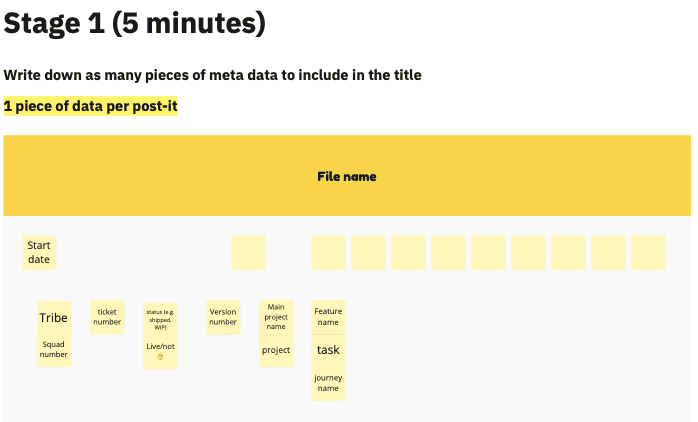 Stage 1 (5 minutes)
Write down as many pieces of meta data to include in the title
1 piece of data per post-it
File name
Start
date
Tribe
Squad
number
ticket
number
status (e.g.
shipped,
WIP)
Live/not
Version
number
Main
project
name
project
Feature
name
task
journey
name